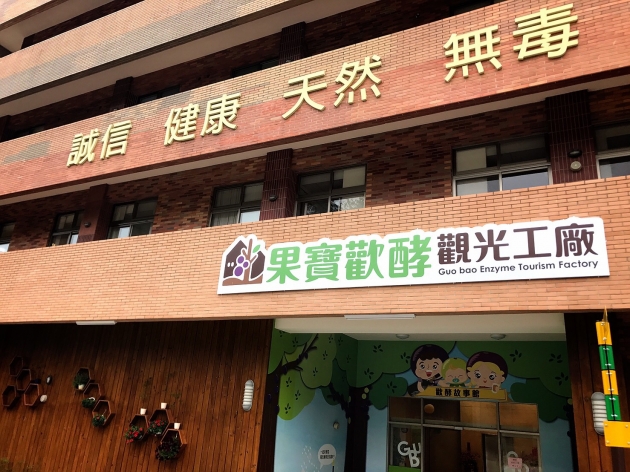 誠信 健康 天然 無毒
果寶歡酵 觀光工廠
Guo bao Enzyme Tourism Factory
歡酵故事館